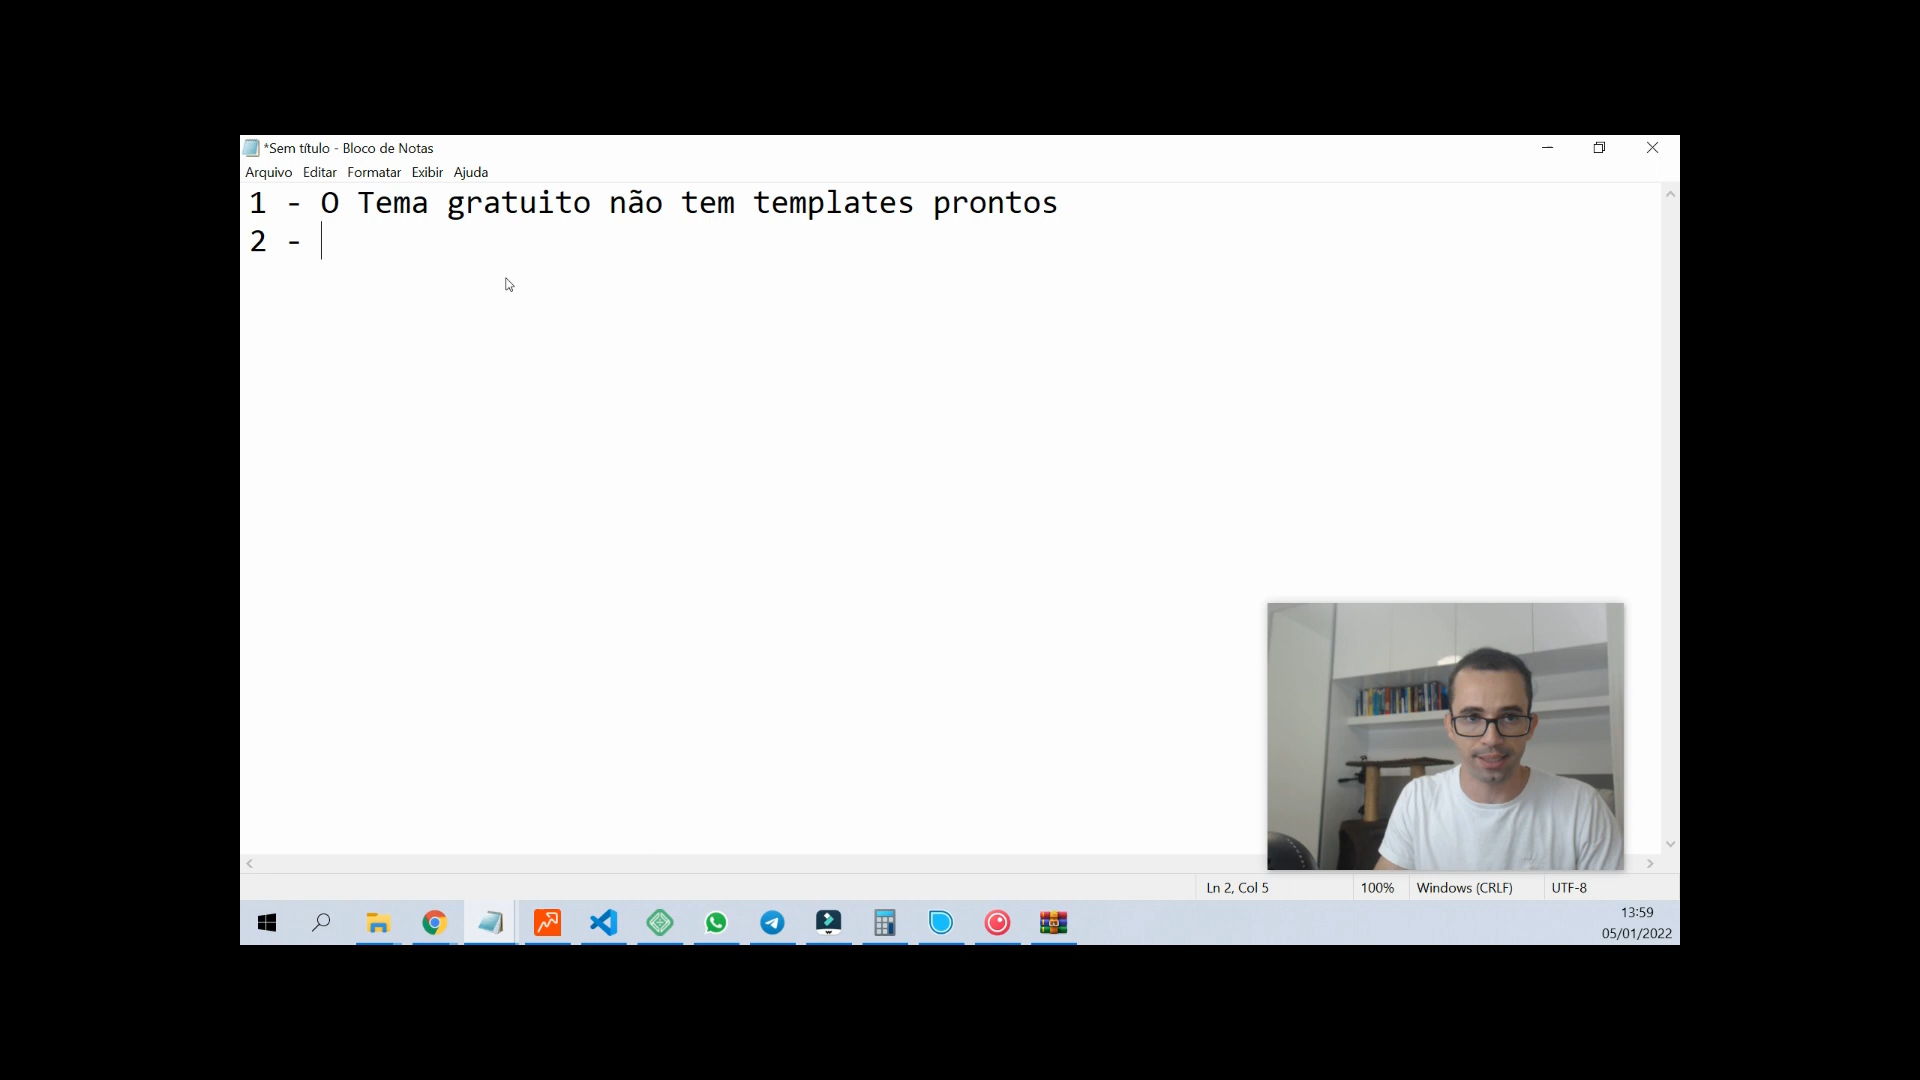 *Sem título - Bloco de Notas
Arquivo Editar Formatar Exibir Ajuda
1 - O Tema gratuito não tem templates prontos
2 -
Ln 2, Col 5 100% Windows (CRLF) UTF-8
13:59
05/01/2022